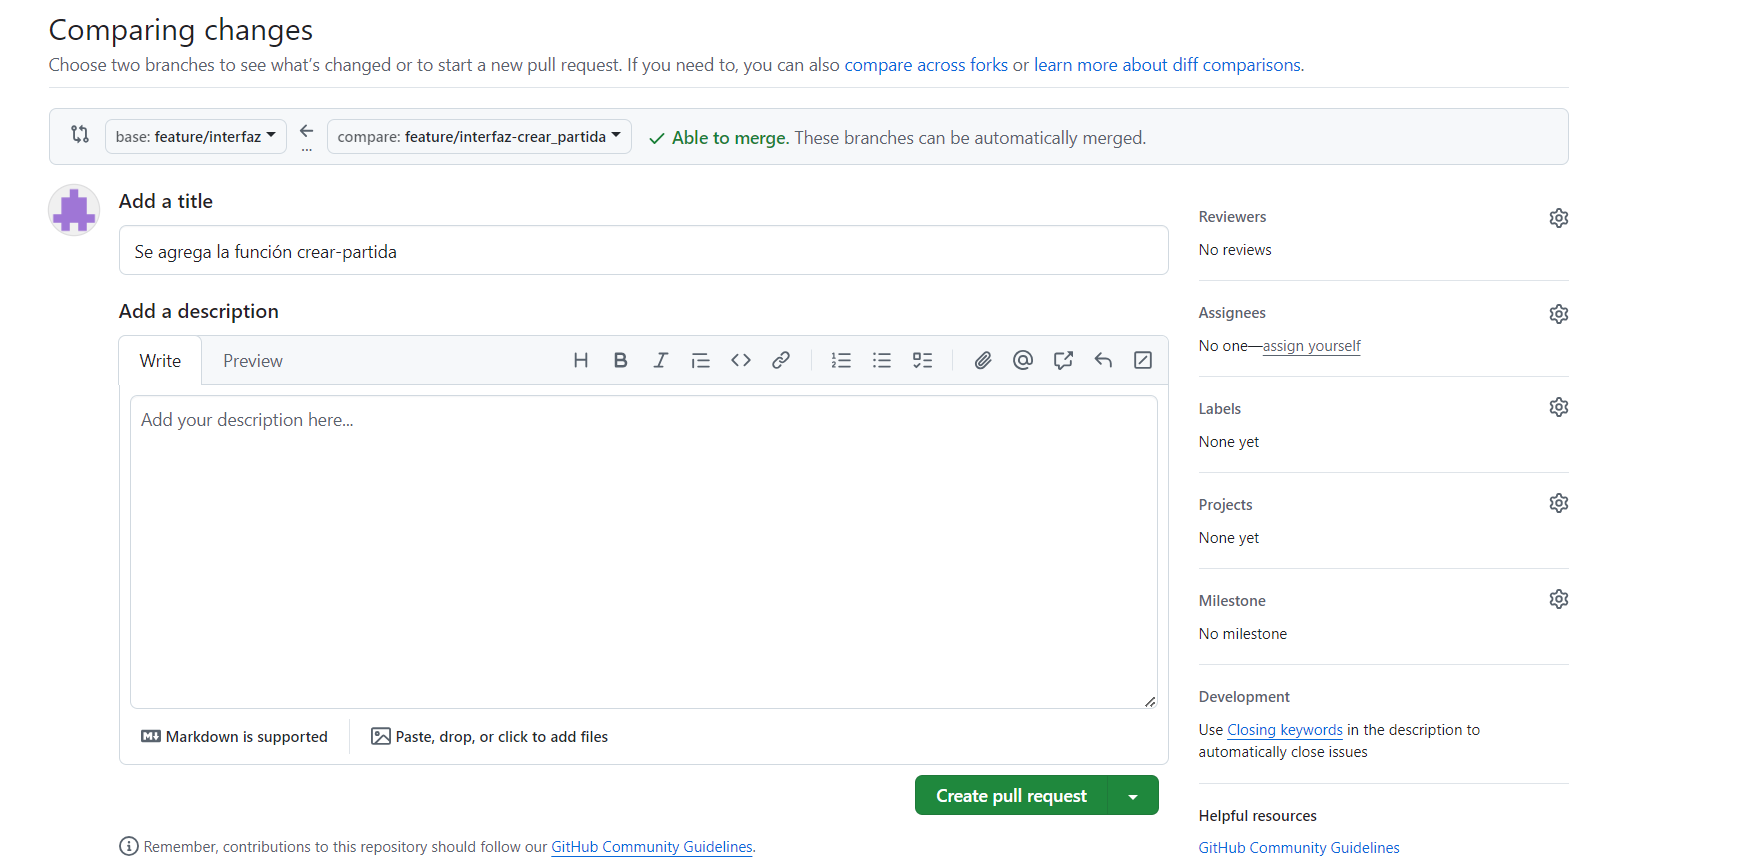 Comparing changes
Choose two branches to see what's changed or to start a new pull request. If you need to, you can also compare across forks or learn more about diff comparisons.
base: feature/interfaz ... compare: feature/interfaz-crear_partida Able to merge. These branches can be automatically merged.
Add a title
Se agrega la función crear-partida
Add a description
Write Preview
Add your description here...
Markdown is supported
Paste, drop, or click to add files
Create pull request
Remember, contributions to this repository should follow our GitHub Community Guidelines.
Reviewers
No reviews
Assignees
No one—assign yourself
Labels
None yet
Projects
None yet
Milestone
No milestone
Development
Use Closing keywords in the description to
automatically close issues
Helpful resources
GitHub Community Guidelines